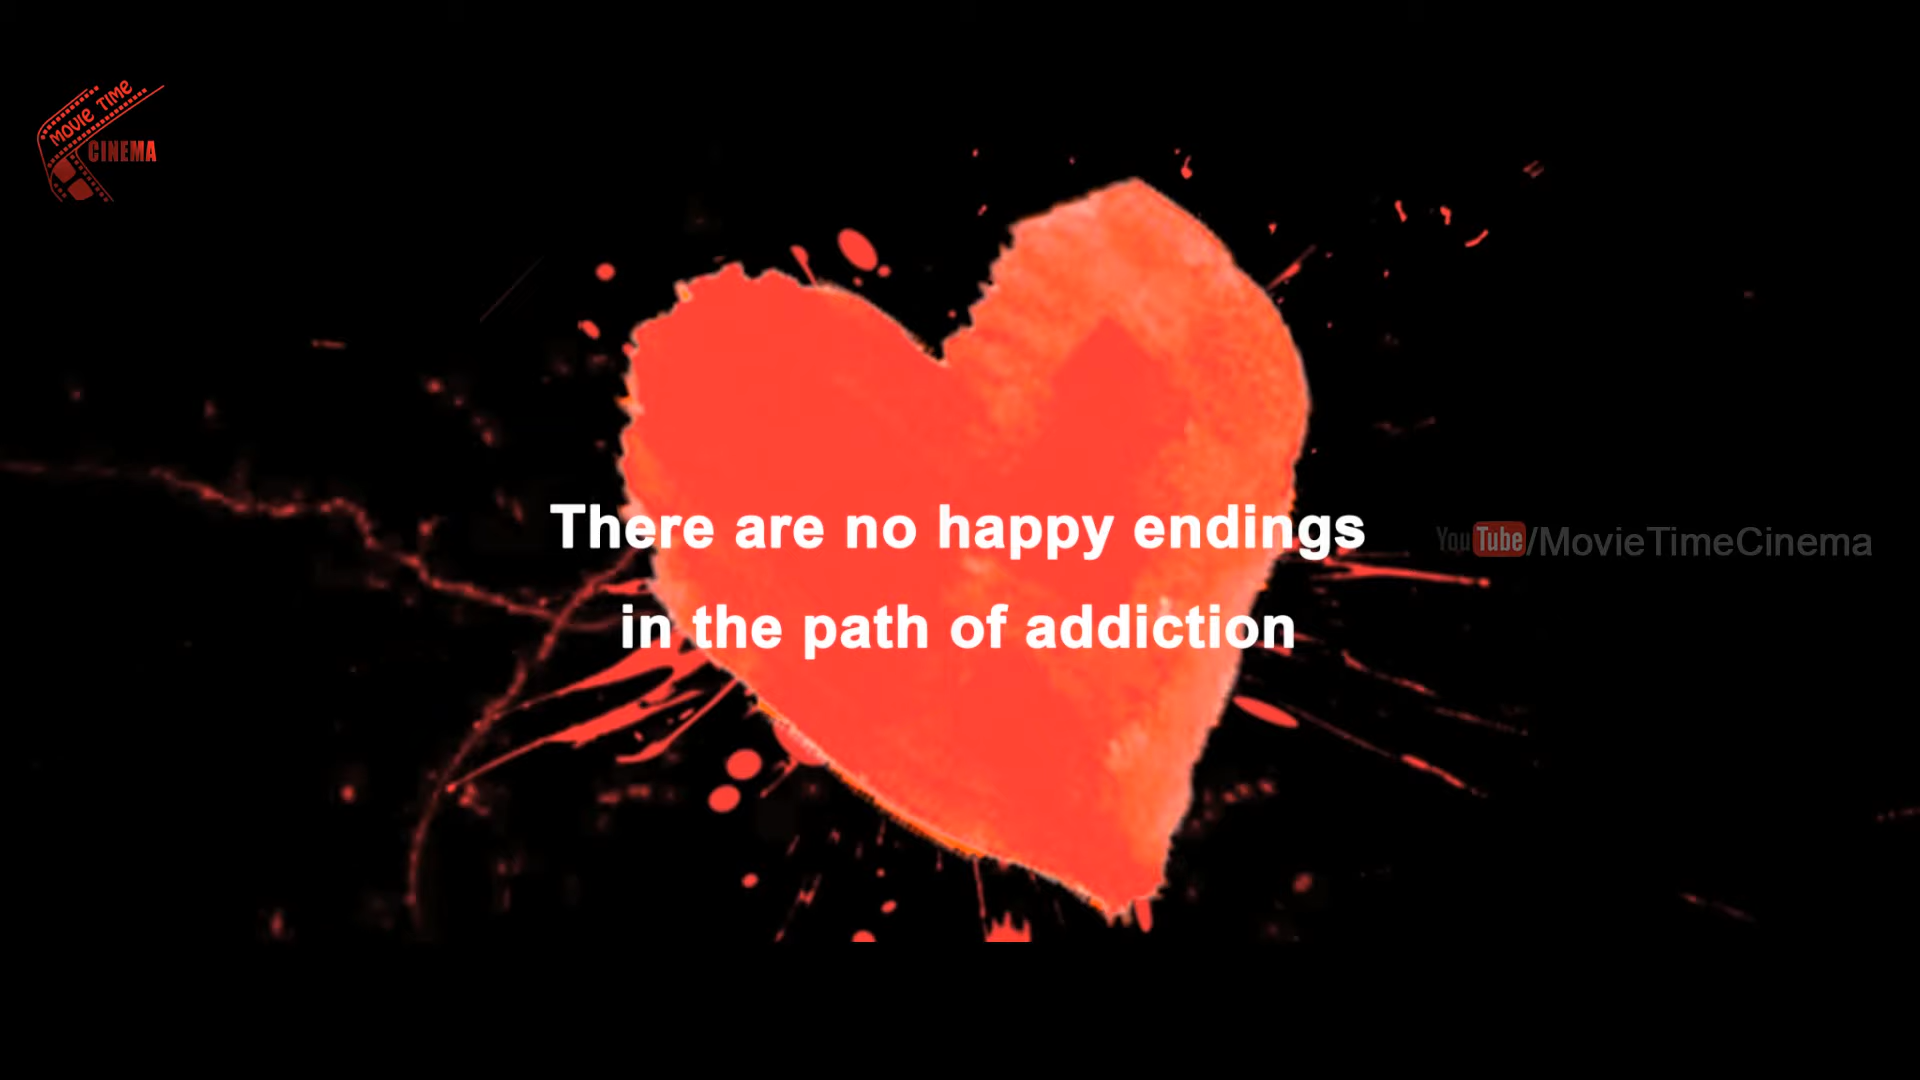 MOVIE TIME
CINEMA
There are no happy endings
YouTube/MovieTimeCinema
in the path of addiction